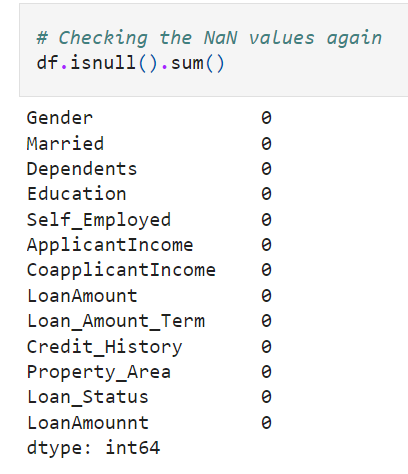 # Checking the NaN values again
df.isnull().sum()
Gender 0
Married 0
Dependents 0
Education 0
Self_Employed 0
ApplicantIncome 0
CoapplicantIncome 0
LoanAmount 0
Loan_Amount_Term 0
Credit_History 0
Property_Area 0
Loan_Status 0
LoanAmounnt 0
dtype: int64